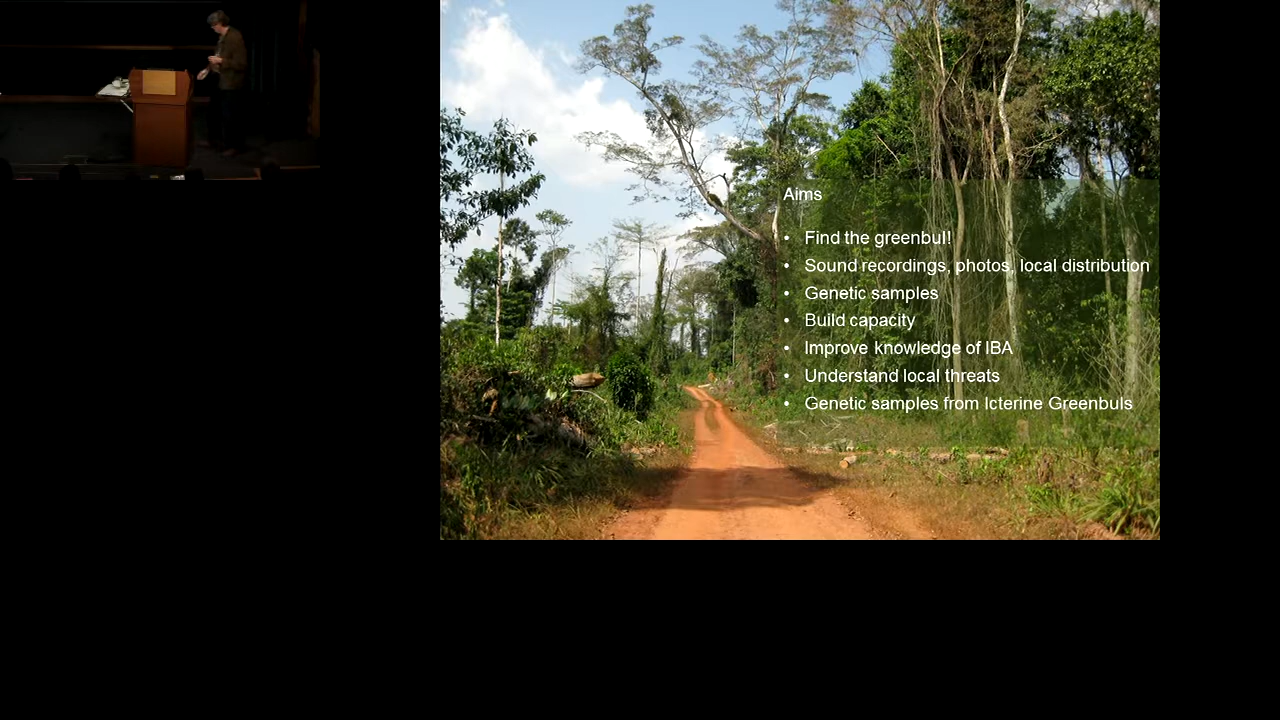 Aims
• Find the greenbul!
• Sound recordings, photos, local distribution
• Genetic samples
• Build capacity
• Improve knowledge of IBA
• Understand local threats
• Genetic samples from Icterine Greenbuls